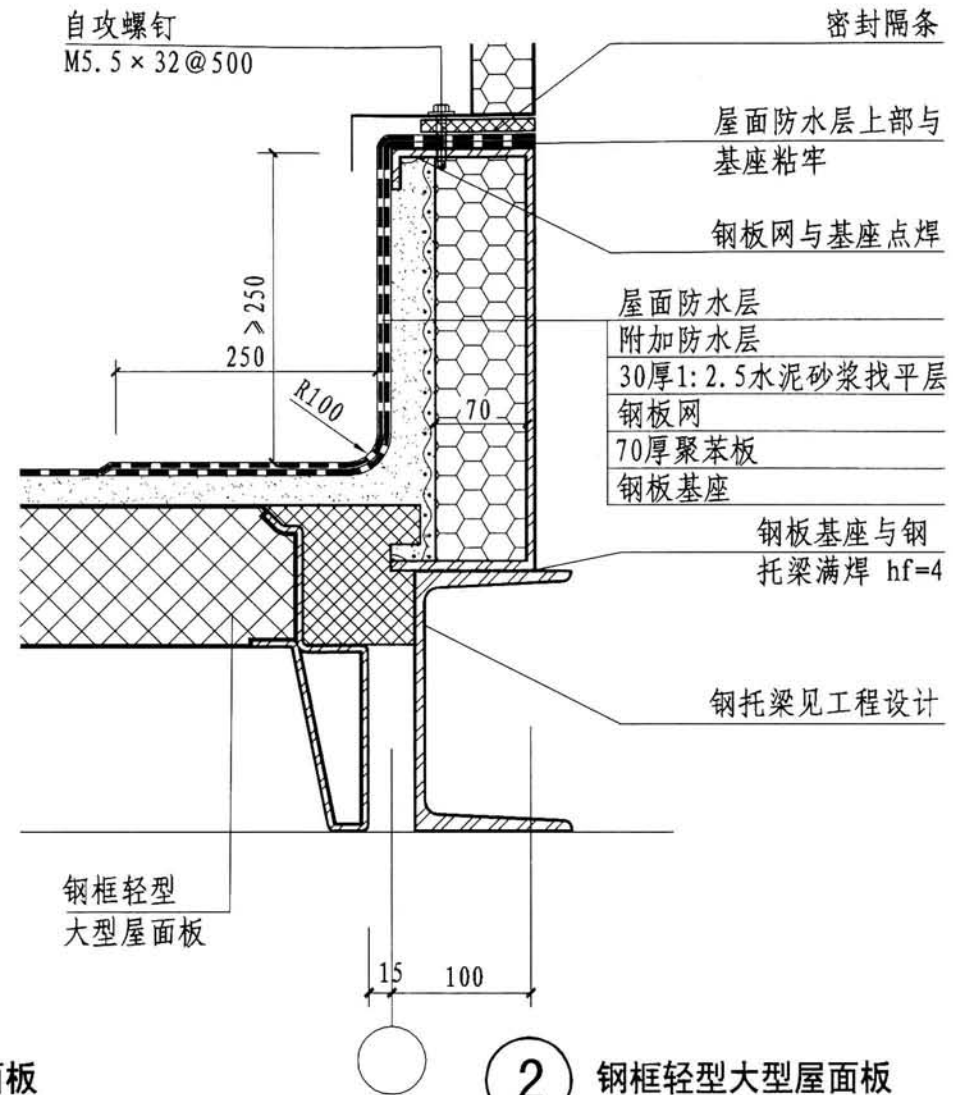 自攻螺钉
M5.5×32@500
密封隔条
屋面防水层上部与
基座粘牢
钢板网与基座点焊
≥250
250
R100
70
屋面防水层
附加防水层
30厚1:2.5水泥砂浆找平层
钢板网
70厚聚苯板
钢板基座
钢板基座与钢
托梁满焊 hf=4
钢托梁见工程设计
钢框轻型
大型屋面板
15
100
面板
2 钢框轻型大型屋面板